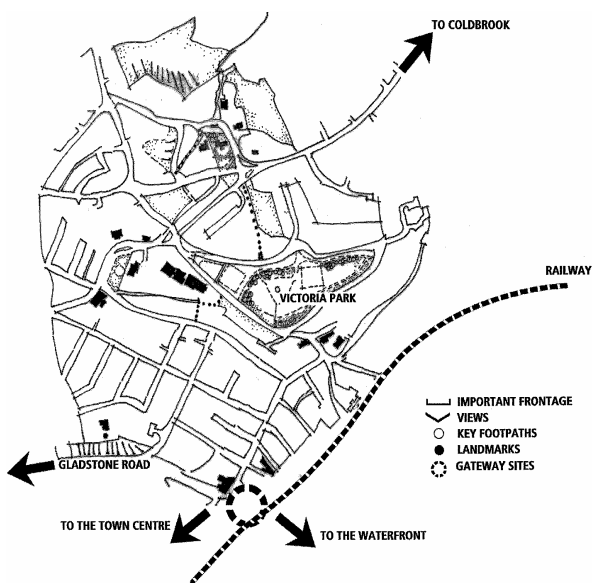 TO COLDBROOK
RAILWAY
VICTORIA PARK
IMPORTANT FRONTAGE
VIEWS
KEY FOOTPATHS
LANDMARKS
GATEWAY SITES
GLADSTONE ROAD
TO THE TOWN CENTRE
TO THE WATERFRONT